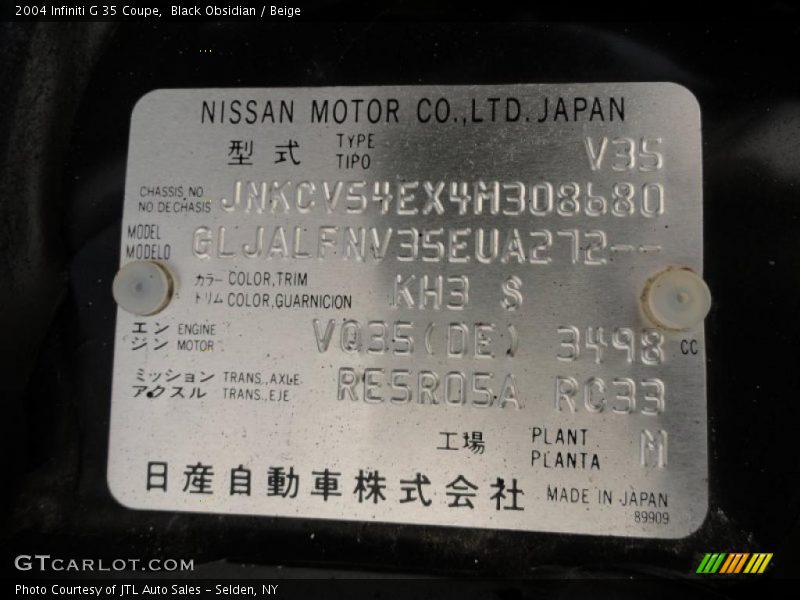 2004 Infiniti G 35 Coupe,  Black Obsidian / Beige
NISSAN MOTOR CO.,LTD. JAPAN
型式 TYPE TIPO V35
CHASSIS NO NO DE CHASIS JNKCV54EX4M308680
MODEL MODELO GLJALFNV35EUA272--
カラー COLOR,TRIM トリム COLOR,GUARNICION KH3 S
エンジン ENGINE MOTOR VQ35(DE) 3498 CC
ミッション TRANS.,AXLE アクスル TRANS.,EJE RE5R05A RC33
工場 PLANT PLANTA M
日産自動車株式会社 MADE IN JAPAN
89909
GTCARLOT.COM
Photo Courtesy of JTL Auto Sales - Selden, NY